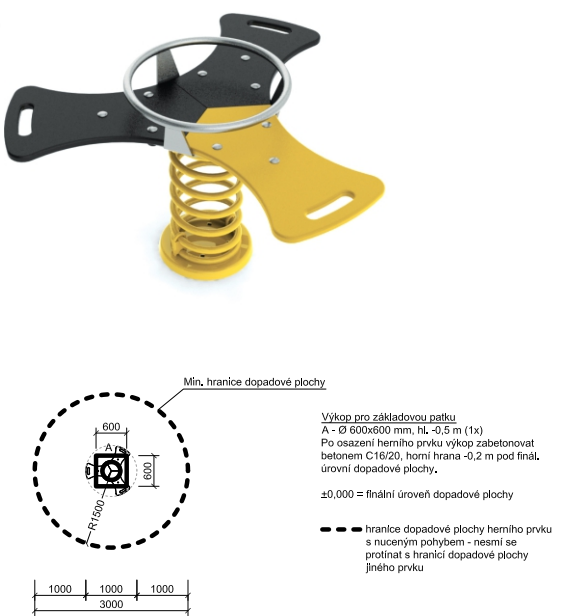 Min. hranice dopadové plochy
600
A
600
R1500
1000 1000 1000
3000
Výkop pro základovou patku
A - Ø 600x600 mm, hl. -0,5 m (1x)
Po osazení herního prvku výkop zabetonovat
betonem C16/20, horní hrana -0,2 m pod finál.
úrovní dopadové plochy.
±0,000 = finální úroveň dopadové plochy
hranice dopadové plochy herního prvku
s nuceným pohybem - nesmí se
protínat s hranicí dopadové plochy
jiného prvku